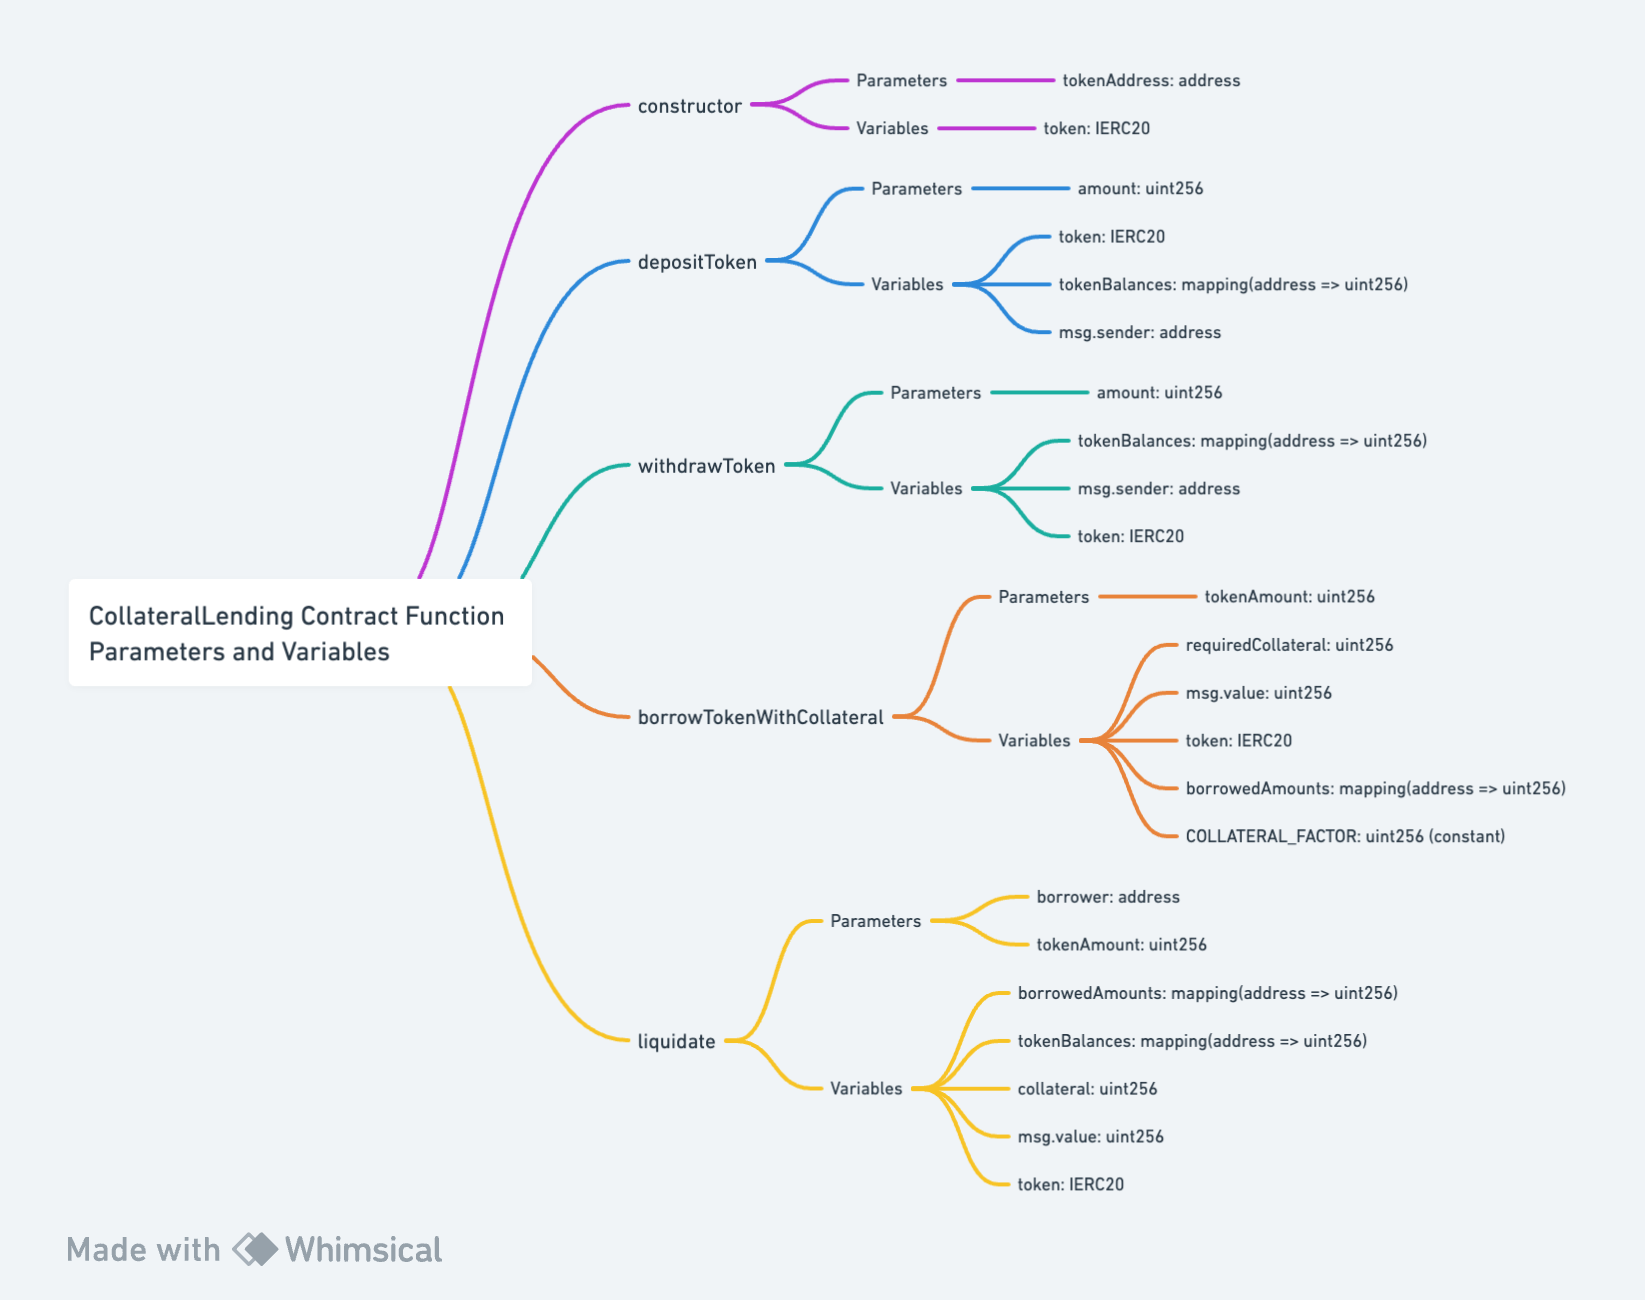 constructor
Parameters
tokenAddress: address
Variables
token: IERC20
depositToken
Parameters
amount: uint256
Variables
token: IERC20
tokenBalances: mapping(address => uint256)
msg.sender: address
withdrawToken
Parameters
amount: uint256
Variables
tokenBalances: mapping(address => uint256)
msg.sender: address
token: IERC20
CollateralLending Contract Function
Parameters and Variables
borrowTokenWithCollateral
Parameters
tokenAmount: uint256
Variables
requiredCollateral: uint256
msg.value: uint256
token: IERC20
borrowedAmounts: mapping(address => uint256)
COLLATERAL_FACTOR: uint256 (constant)
liquidate
Parameters
borrower: address
tokenAmount: uint256
Variables
borrowedAmounts: mapping(address => uint256)
tokenBalances: mapping(address => uint256)
collateral: uint256
msg.value: uint256
token: IERC20
Made with Whimsical